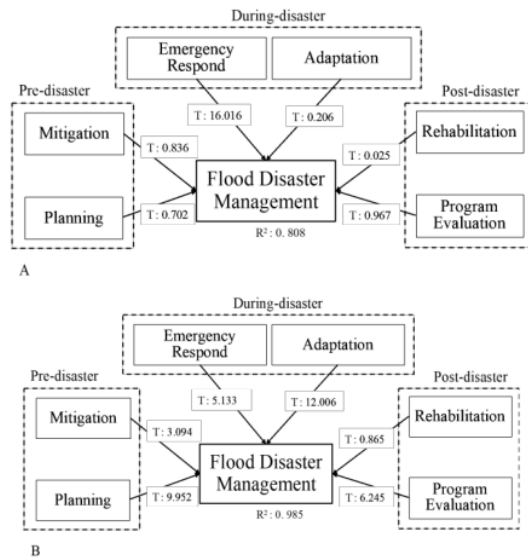 During-disaster
Emergency
Respond
Adaptation
Pre-disaster
Post-disaster
Mitigation
T : 16.016
T : 0.206
Rehabilitation
T : 0.836
T : 0.025
Flood Disaster
Management
Planning
T : 0.702
T : 0.967
Program
Evaluation
R² : 0. 808
A
During-disaster
Emergency
Respond
Adaptation
Pre-disaster
Post-disaster
Mitigation
T : 5.133
T : 12.006
Rehabilitation
T : 3.094
T : 0.865
Flood Disaster
Management
Planning
T : 9.952
T : 6.245
Program
Evaluation
R² : 0. 985
B